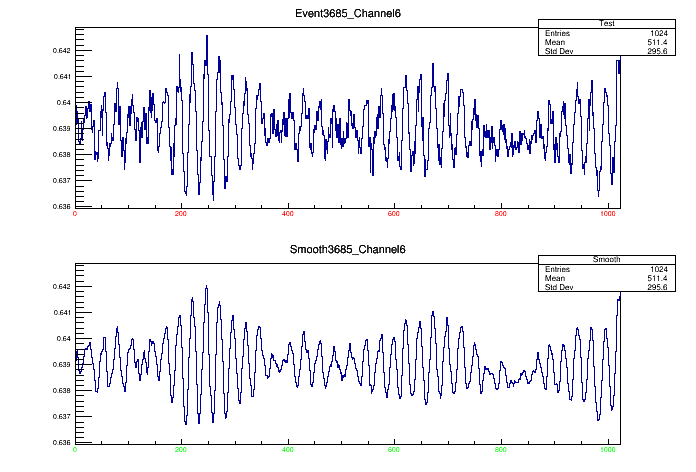 Event3685_Channel6
Test
Entries 1024
Mean 511.4
Std Dev 295.6
0.642
0.641
0.64
0.639
0.638
0.637
0.636
0 200 400 600 800 1000
Smooth3685_Channel6
Smooth
Entries 1024
Mean 511.4
Std Dev 295.6
0.642
0.641
0.64
0.639
0.638
0.637
0.636
0 200 400 600 800 1000